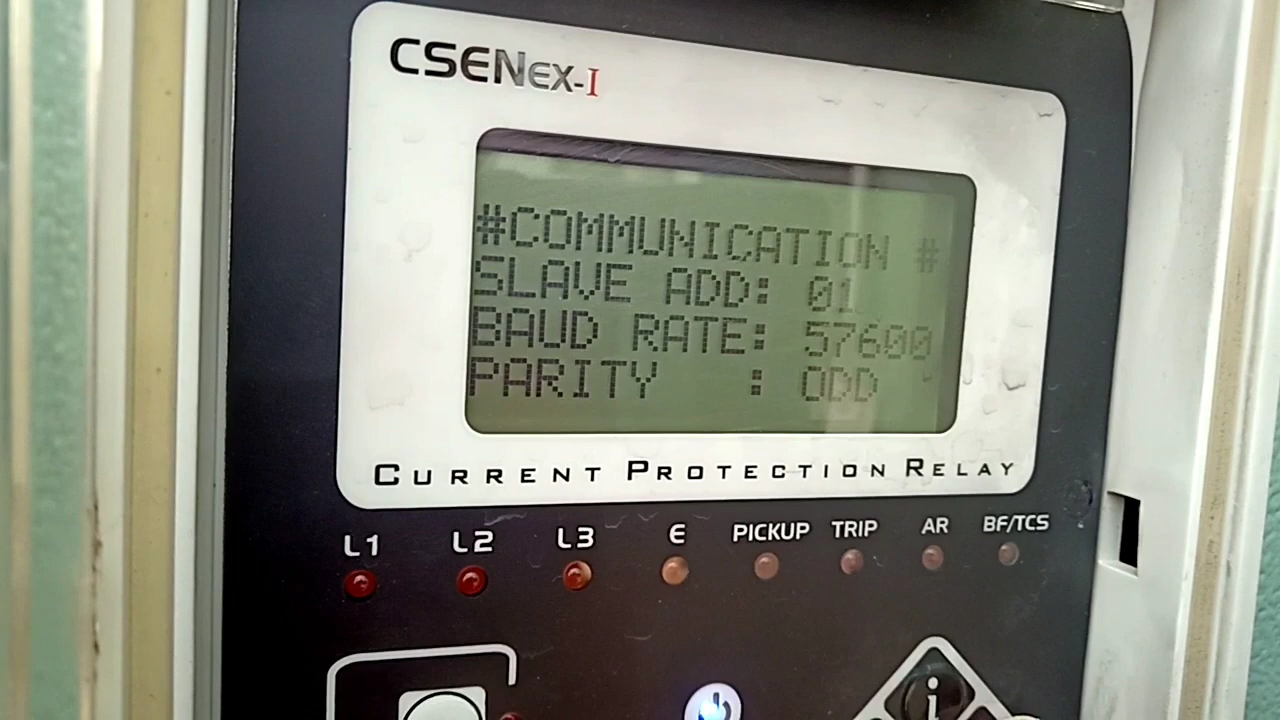 CSENEX-I
#COMMUNICATION #
SLAVE ADD: 01
BAUD RATE: 57600
PARITY   : ODD
CURRENT PROTECTION RELAY
L1 L2 L3 E PICKUP TRIP AR BF/TCS
i